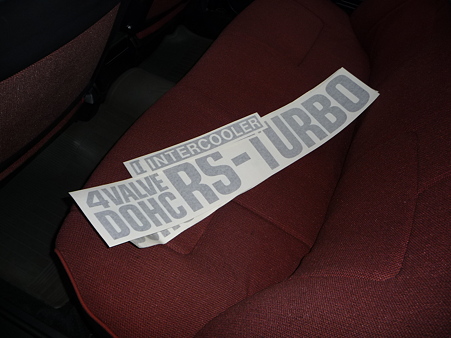 INTERCOOLER
4VALVE
DOHC
RS-TURBO